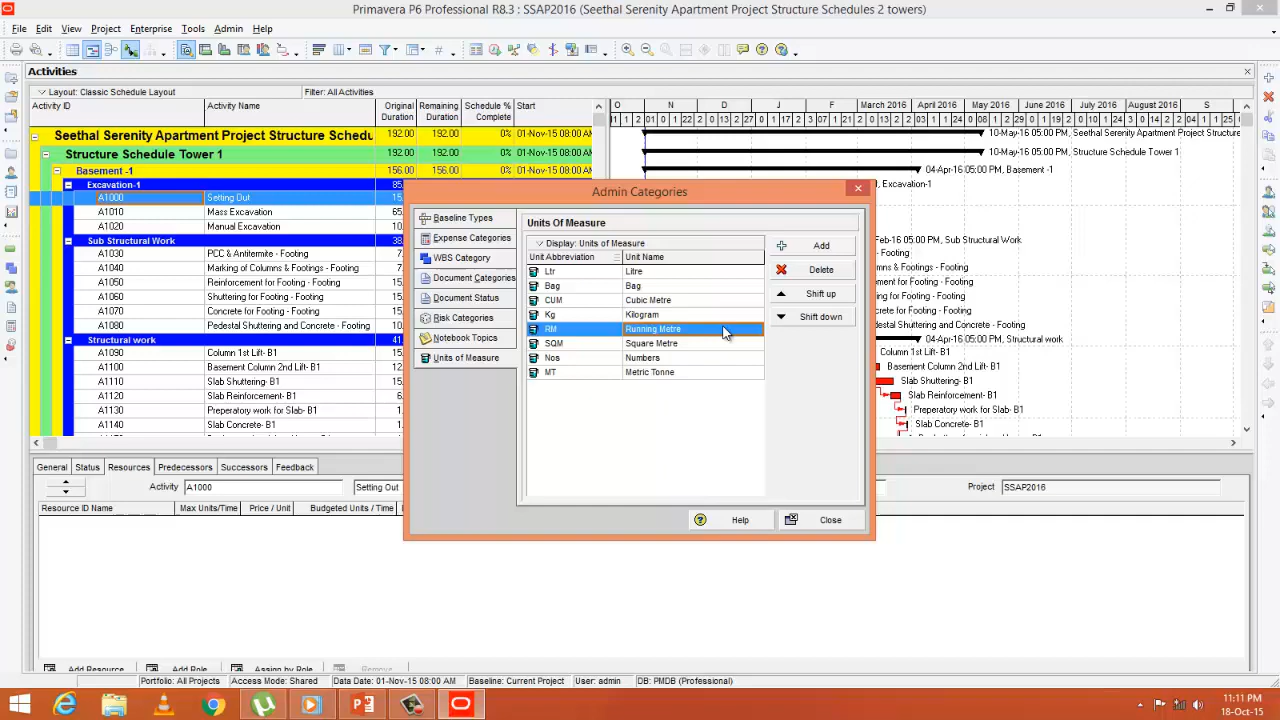 Primavera P6 Professional R8.3 : SSAP2016 (Seethal Serenity Apartment Project Structure Schedules 2 towers)
File Edit View Project Enterprise Tools Admin Help
Activities
Layout: Classic Schedule Layout Filter: All Activities
Activity ID Activity Name Original Duration Remaining Duration Schedule % Complete Start
O N D J F March 2016 April 2016 May 2016 June 2016 July 2016 August 2016 S
Seethal Serenity Apartment Project Structure Schedu 192.00 192.00 0% 01-Nov-15 08:00 AM 10-May-16 05:00 PM, Seethal Serenity Apartment Project Structure
Structure Schedule Tower 1 192.00 192.00 0% 01-Nov-15 08:00 AM 10-May-16 05:00 PM, Structure Schedule Tower 1
Basement -1 156.00 156.00 0% 01-Nov-15 08:00 AM 04-Apr-16 05:00 PM, Basement -1
Excavation-1 85. Excavation-1
A1000 Setting Out 15.
A1010 Mass Excavation 65.
A1020 Manual Excavation
Sub Structural Work 38. Feb-16 05:00 PM, Sub Structural Work
A1030 PCC & Antitermite - Footing 7. Footing
A1040 Marking of Columns & Footings - Footing Footings - Footing
A1050 Reinforcement for Footing - Footing Footing - Footing
A1060 Shuttering for Footing - Footing Footing - Footing
A1070 Concrete for Footing - Footing Footing - Footing
A1080 Pedestal Shuttering and Concrete - Footing Shuttering and Concrete - Footing
Structural work 41. 04-Apr-16 05:00 PM, Structural work
A1090 Column 1st Lift- B1 Column 1st Lift- B1
A1100 Basement Column 2nd Lift-B1 Basement Column 2nd Lift-B1
A1110 Slab Shuttering- B1 Slab Shuttering- B1
A1120 Slab Reinforcement- B1 Slab Reinforcement- B1
A1130 Preperatory work for Slab- B1 Preperatory work for Slab- B1
A1140 Slab Concrete- B1 Slab Concrete- B1
Admin Categories
Baseline Types
Expense Categories
WBS Category
Document Categories
Document Status
Risk Categories
Notebook Topics
Units of Measure
Units Of Measure
Display: Units of Measure
Unit Abbreviation Unit Name
Ltr Litre
Bag Bag
CUM Cubic Metre
Kg Kilogram
RM Running Metre
SQM Square Metre
Nos Numbers
MT Metric Tonne
Add
Delete
Shift up
Shift down
Help Close
General Status Resources Predecessors Successors Feedback
Activity A1000 Setting Out Project SSAP2016
Resource ID Name Max Units/Time Price / Unit Budgeted Units / Time
Add Resource Add Role Assign by Role Remove
Portfolio: All Projects Access Mode: Shared Data Date: 01-Nov-15 08:00 AM Baseline: Current Project User: admin DB: PMDB (Professional)
11:11 PM
18-Oct-15